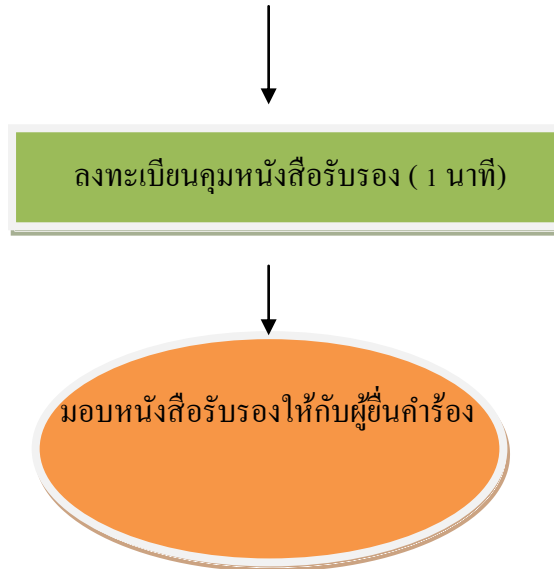 ลงทะเบียนคุมหนังสือรับรอง ( 1 นาที)
มอบหนังสือรับรองให้กับผู้ยื่นคำร้อง